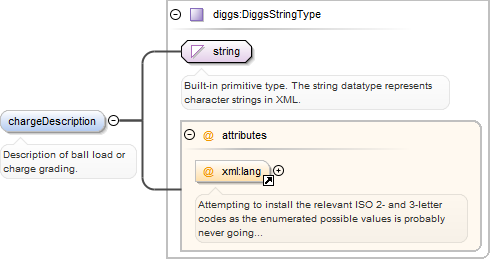 diggs:DiggsStringType
string
Built-in primitive type. The string datatype represents
character strings in XML.
chargeDescription
Description of ball load or
charge grading.
@ attributes
@ xml:lang
Attempting to install the relevant ISO 2- and 3-letter
codes as the enumerated possible values is probably
never going...